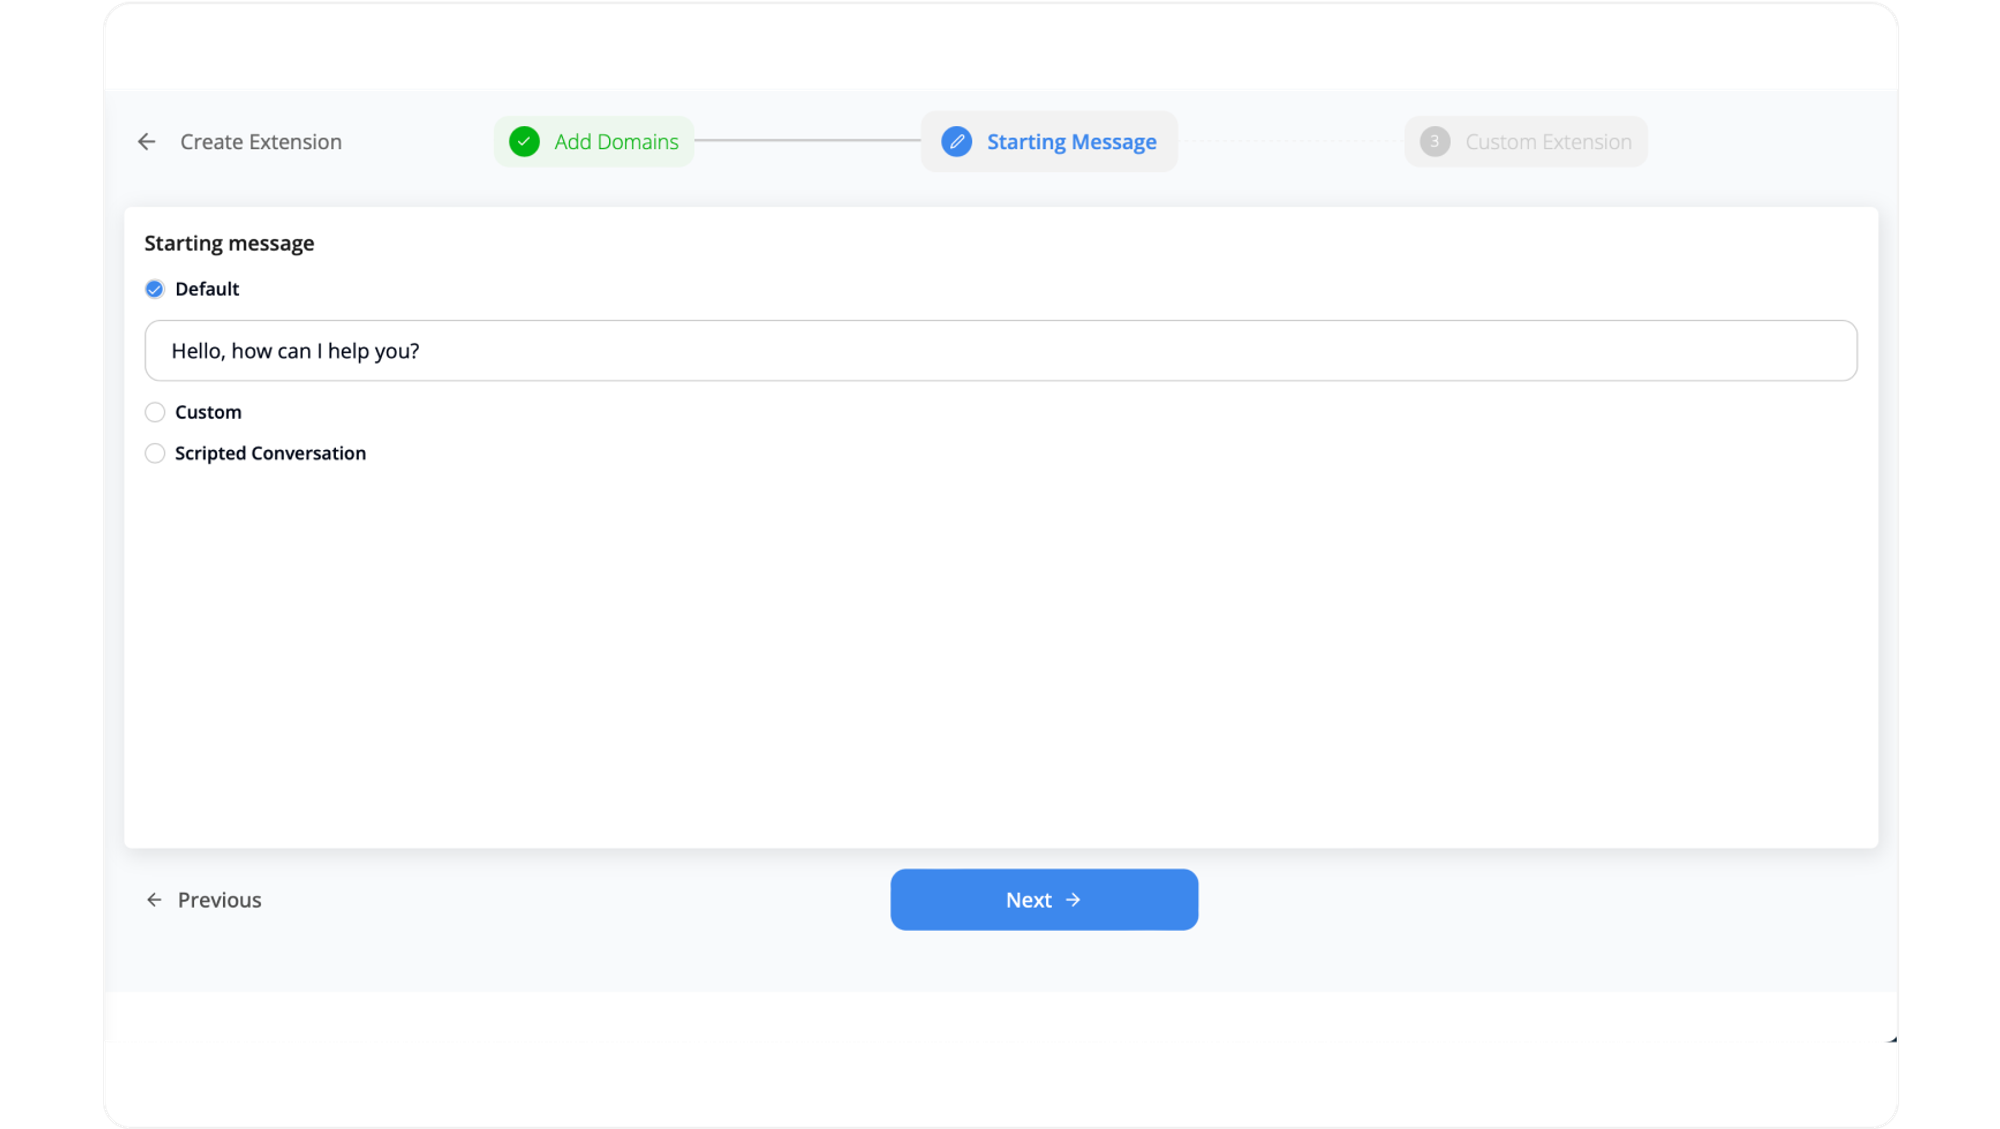 Create Extension
Add Domains
Starting Message
3 Custom Extension
Starting message
Default
Hello, how can I help you?
Custom
Scripted Conversation
Previous
Next